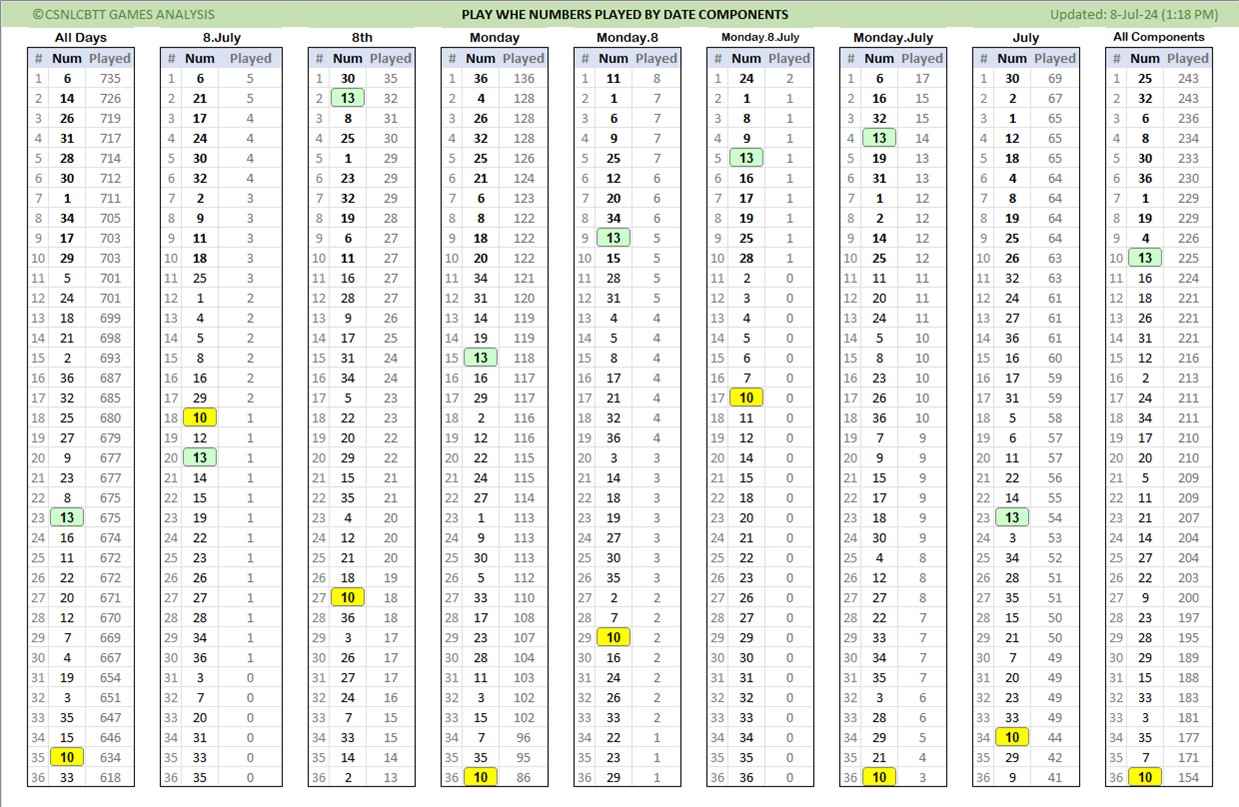 ©CSNLCBTT GAMES ANALYSIS PLAY WHE NUMBERS PLAYED BY DATE COMPONENTS Updated: 8-Jul-24 (1:18 PM)
All Days 8.July 8th Monday Monday.8 Monday.8.July Monday.July July All Components
# Num Played # Num Played # Num Played # Num Played # Num Played # Num Played # Num Played # Num Played # Num Played
1 6 735 1 6 5 1 30 35 1 36 136 1 11 8 1 24 2 1 6 17 1 30 69 1 25 243
2 14 726 2 21 5 2 13 32 2 4 128 2 1 7 2 1 1 2 16 15 2 2 67 2 32 243
3 26 719 3 17 4 3 8 31 3 26 128 3 6 7 3 8 1 3 32 15 3 1 65 3 6 236
4 31 717 4 24 4 4 25 30 4 32 128 4 9 7 4 9 1 4 13 14 4 12 65 4 8 236
5 28 714 5 30 4 5 1 29 5 25 126 5 25 7 5 13 1 5 19 13 5 18 65 5 30 233
6 30 712 6 32 4 6 23 29 6 21 124 6 12 6 6 16 1 6 31 13 6 4 64 6 36 230
7 1 711 7 2 3 7 32 29 7 6 123 7 20 6 7 17 1 7 1 12 7 8 64 7 1 229
8 34 705 8 9 3 8 19 28 8 8 122 8 34 6 8 19 1 8 2 12 8 19 64 8 19 229
9 17 703 9 11 3 9 6 27 9 18 122 9 13 5 9 25 1 9 14 12 9 25 64 9 4 226
10 29 703 10 18 3 10 11 27 10 20 122 10 15 5 10 28 1 10 25 12 10 26 63 10 13 225
11 5 701 11 25 3 11 16 27 11 34 121 11 28 5 11 2 0 11 11 11 11 32 63 11 16 224
12 24 701 12 1 2 12 28 27 12 31 120 12 31 5 12 3 0 12 20 11 12 24 61 12 18 221
13 18 699 13 4 2 13 9 26 13 14 119 13 4 4 13 4 0 13 24 11 13 27 61 13 26 221
14 21 698 14 5 2 14 17 25 14 19 119 14 5 4 14 5 0 14 5 10 14 36 61 14 31 221
15 2 693 15 8 2 15 31 24 15 13 118 15 8 4 15 6 0 15 8 10 15 16 60 15 12 216
16 36 687 16 16 2 16 34 24 16 16 117 16 17 4 16 7 0 16 23 10 16 17 59 16 2 213
17 32 685 17 29 2 17 5 23 17 29 117 17 21 4 17 10 0 17 26 10 17 31 59 17 24 211
18 25 680 18 10 1 18 22 23 18 2 116 18 32 4 18 11 0 18 36 10 18 5 58 18 34 211
19 27 679 19 12 1 19 20 22 19 12 116 19 36 4 19 12 0 19 7 9 19 6 57 19 17 210
20 9 677 20 13 1 20 29 22 20 22 115 20 3 3 20 14 0 20 9 9 20 11 57 20 20 210
21 23 677 21 14 1 21 15 21 21 24 115 21 14 3 21 15 0 21 15 9 21 22 56 21 5 209
22 8 675 22 15 1 22 35 21 22 27 114 22 18 3 22 18 0 22 17 9 22 14 55 22 11 209
23 13 675 23 19 1 23 4 20 23 1 113 23 19 3 23 20 0 23 18 9 23 13 54 23 21 207
24 16 674 24 22 1 24 12 20 24 9 113 24 27 3 24 21 0 24 30 9 24 3 53 24 14 204
25 11 672 25 23 1 25 21 20 25 30 113 25 30 3 25 22 0 25 4 8 25 34 52 25 27 204
26 22 672 26 26 1 26 18 19 26 5 112 26 35 3 26 23 0 26 12 8 26 28 51 26 22 203
27 20 671 27 27 1 27 10 18 27 33 110 27 2 2 27 26 0 27 27 8 27 35 51 27 9 200
28 12 670 28 28 1 28 36 18 28 17 108 28 7 2 28 27 0 28 22 7 28 15 50 28 23 197
29 7 669 29 34 1 29 3 17 29 23 107 29 10 2 29 29 0 29 33 7 29 21 50 29 28 195
30 4 667 30 36 1 30 26 17 30 28 104 30 16 2 30 30 0 30 34 7 30 7 49 30 29 189
31 19 654 31 3 0 31 27 17 31 11 103 31 24 2 31 31 0 31 35 7 31 20 49 31 15 188
32 3 651 32 7 0 32 24 16 32 3 102 32 26 2 32 32 0 32 3 6 32 23 49 32 33 183
33 35 647 33 20 0 33 7 15 33 15 102 33 33 2 33 33 0 33 28 6 33 33 49 33 3 181
34 15 646 34 31 0 34 33 15 34 7 96 34 22 1 34 34 0 34 29 5 34 10 44 34 35 177
35 10 634 35 33 0 35 14 14 35 35 95 35 23 1 35 35 0 35 21 4 35 29 42 35 7 171
36 33 618 36 35 0 36 2 13 36 10 86 36 29 1 36 36 0 36 10 3 36 9 41 36 10 154